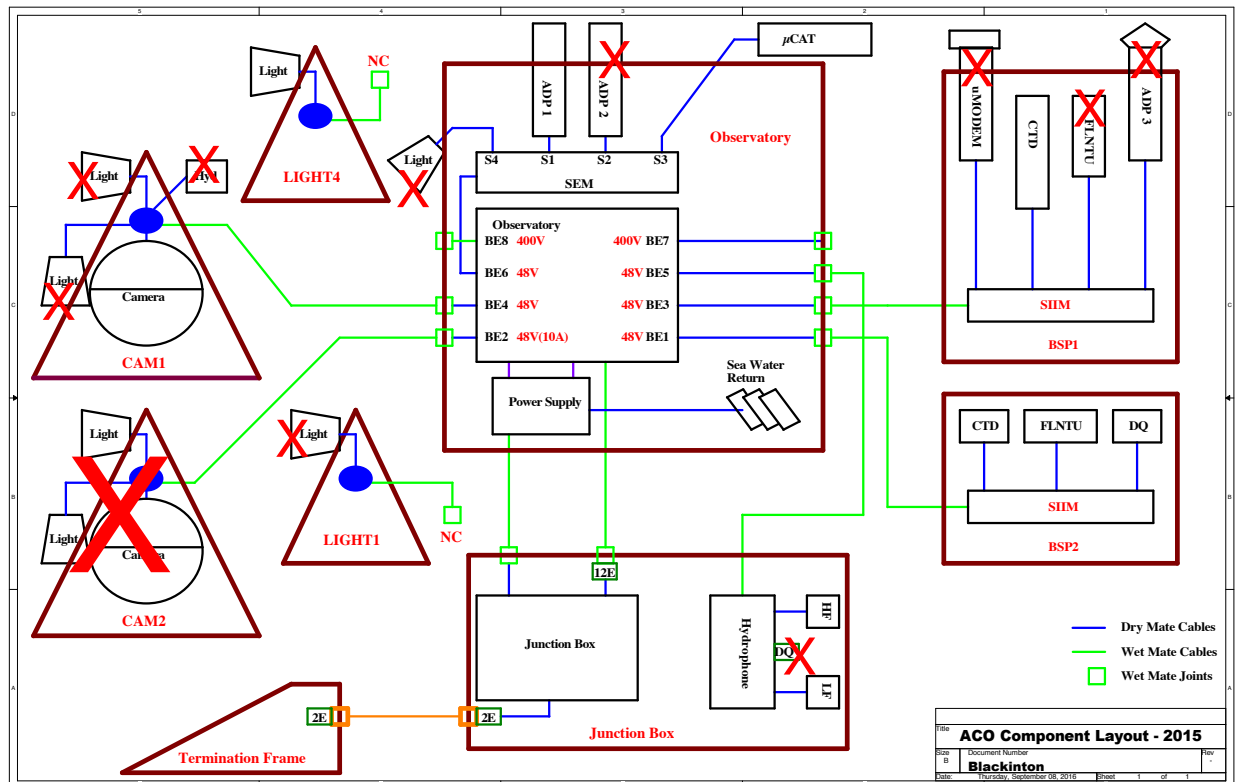 5
4
3
2
1
D
C
B
A
D
C
B
A
Light
NC
LIGHT4
Light
Hyd
Light
Camera
CAM1
Light
Light
Camera
CAM2
Light
NC
LIGHT1
Light
ADP 1
ADP 2
µCAT
Observatory
S4
S1
S2
S3
SEM
Observatory
BE8 400V
400V BE7
BE6 48V
48V BE5
BE4 48V
48V BE3
BE2 48V(10A)
48V BE1
Power Supply
Sea Water
Return
uMODEM
CTD
FLNTU
ADP 3
SIIM
BSP1
CTD
FLNTU
DQ
SIIM
BSP2
12E
Junction Box
Hydrophone
HF
DQ
LF
2E
Junction Box
2E
Termination Frame
Dry Mate Cables
Wet Mate Cables
Wet Mate Joints
Title
ACO Component Layout - 2015
Size
B
Document Number
Blackinton
Rev
-
Date:
Thursday, September 08, 2016
Sheet
1
of
1